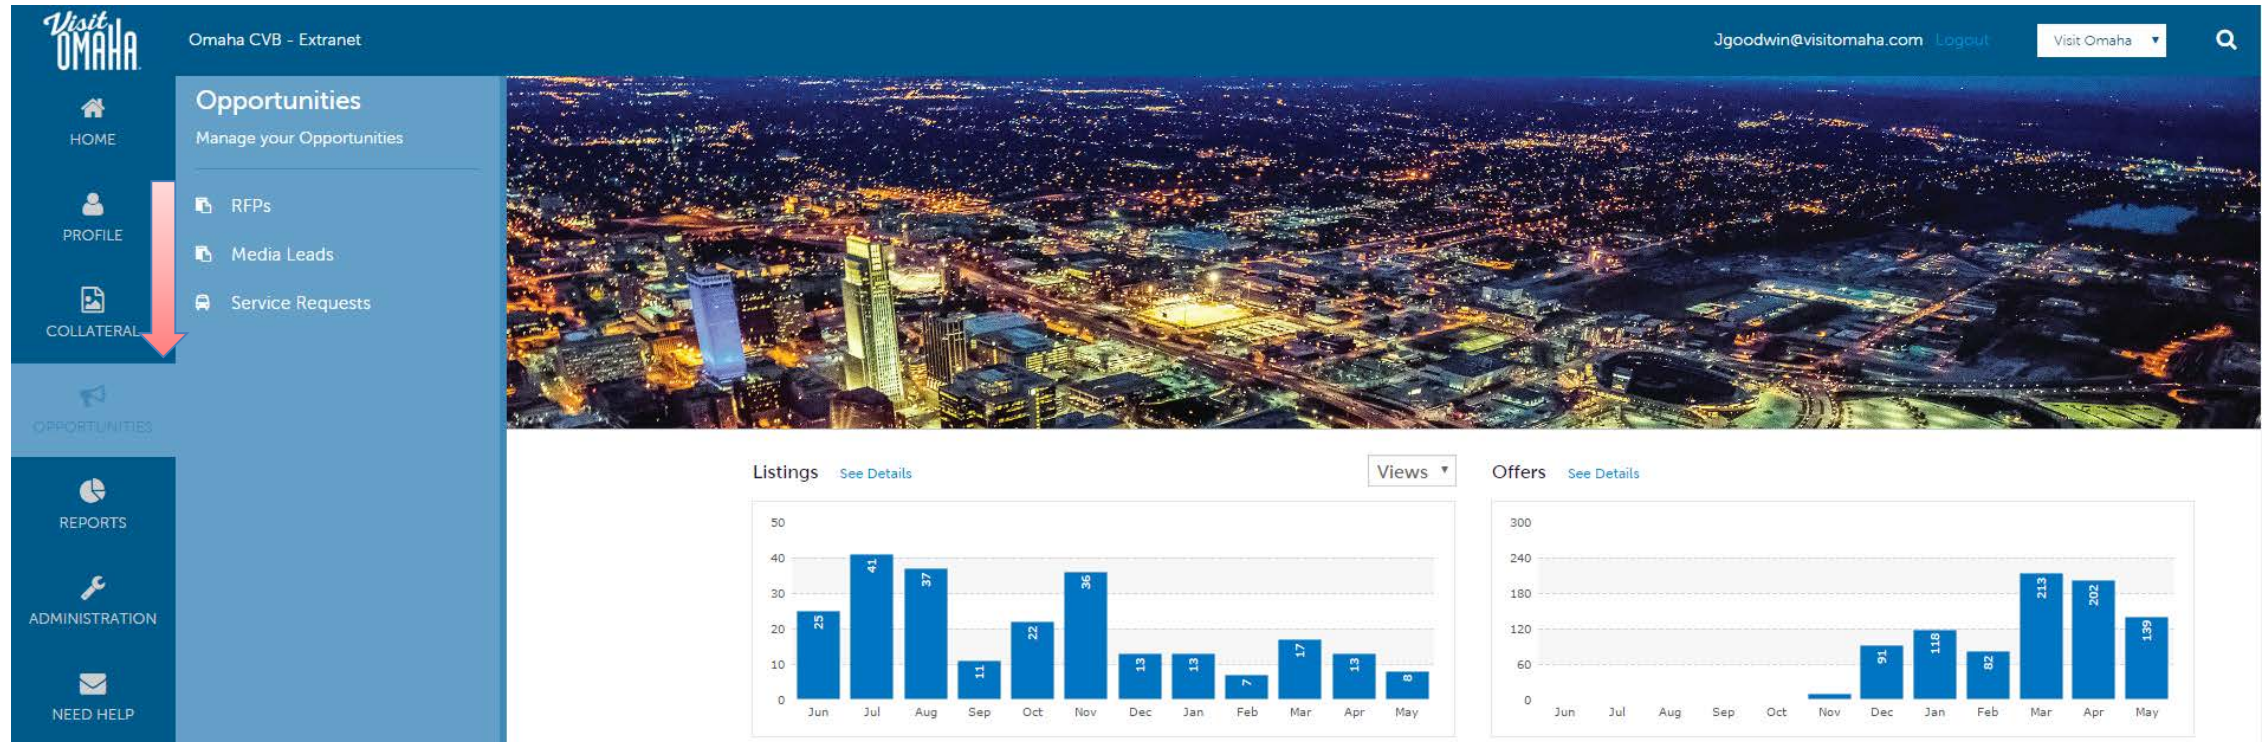 Visit
OMAHA
Omaha CVB - Extranet
Jgoodwin@visitomaha.com Logout
Visit Omaha
HOME
PROFILE
COLLATERAL
OPPORTUNITIES
REPORTS
ADMINISTRATION
NEED HELP
Opportunities
Manage your Opportunities
RFPs
Media Leads
Service Requests
Listings See Details
Views
50
40
30
20
10
0
25
41
37
11
22
36
13
13
7
17
13
8
Jun Jul Aug Sep Oct Nov Dec Jan Feb Mar Apr May
Offers See Details
300
240
180
120
60
0
91
118
82
213
202
139
Jun Jul Aug Sep Oct Nov Dec Jan Feb Mar Apr May